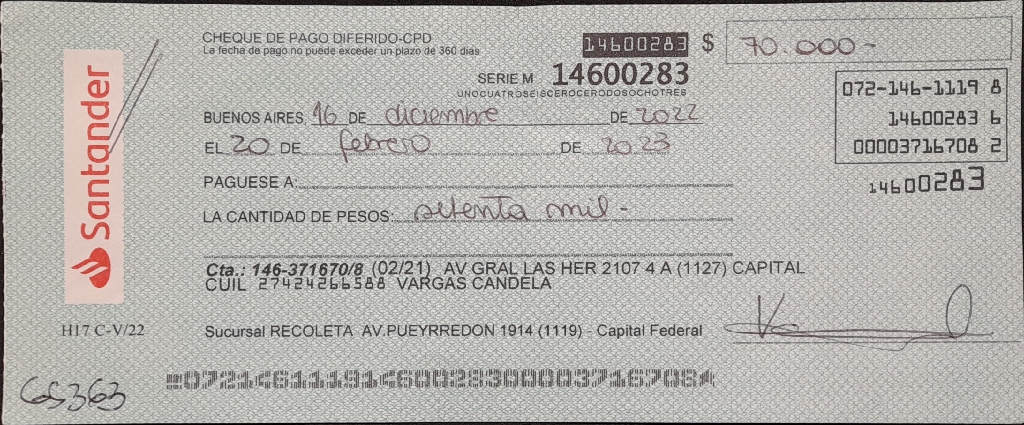 CHEQUE DE PAGO DIFERIDO-CPD
La fecha de pago no puede exceder un plazo de 360 dias
14600283 $ 70.000-
SERIE M 14600283
UNOCUATROSEISCEROCERODOSOCHOTRES
072-146-1119 8
14600283 6
00003716708 2
14600283
BUENOS AIRES, 16 DE diciembre DE 2022
EL 20 DE febrero DE 2023
PAGUESE A:
LA CANTIDAD DE PESOS: setenta mil -
Santander
Cta.: 146-371670/8 (02/21) AV GRAL LAS HER 2107 4 A (1127) CAPITAL
CUIL 27424266588 VARGAS CANDELA
H17 C-V/22
Sucursal RECOLETA AV.PUEYRREDON 1914 (1119) - Capital Federal
07214611191460028300003716708